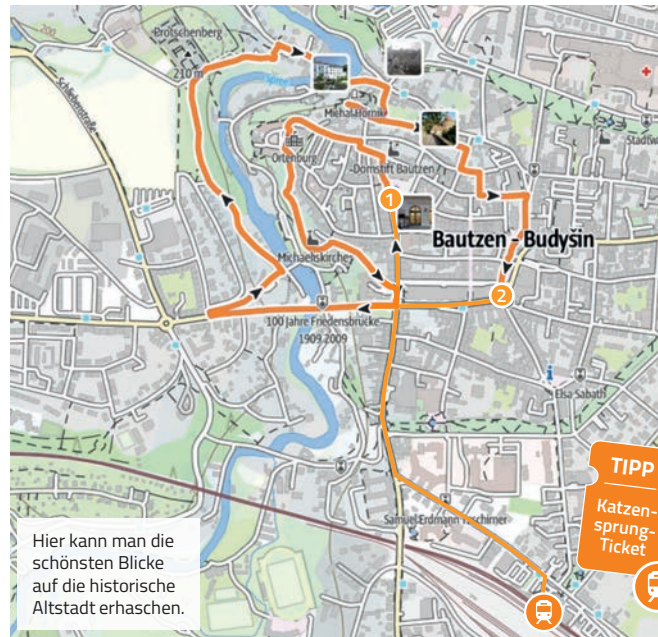 Protschenberg
210 m
Schliebenstraße
Spree
Michał Hórnik
Ortenburg
Domstift Bautzen
Stadtw
1
Bautzen - Budyšin
Michaeliskirche
2
100 Jahre Friedensbrücke
1909 2009
Elsa Sabath
TIPP
Katzen-
sprung-
Ticket
Samuel Erdmann Tzschirner
Hier kann man die
schönsten Blicke
auf die historische
Altstadt erhaschen.